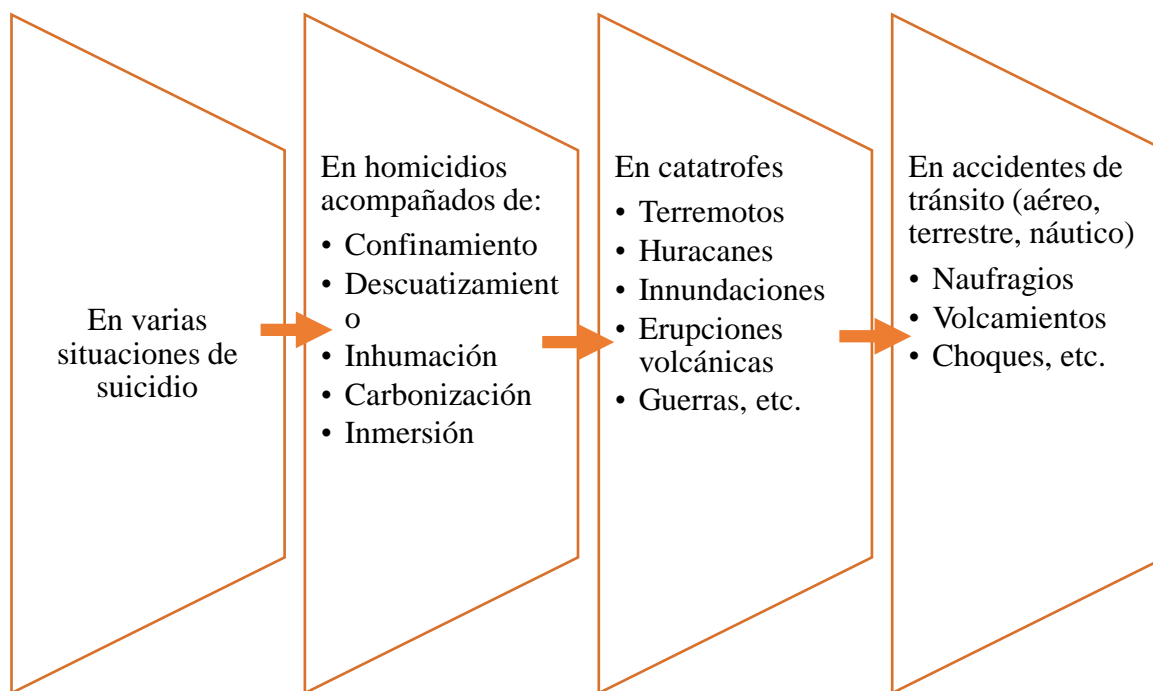 En varias
situaciones de
suicidio
En homicidios
acompañados de:
• Confinamiento
• Descuatizamient
o
• Inhumación
• Carbonización
• Inmersión
En catatrofes
• Terremotos
• Huracanes
• Innundaciones
• Erupciones
volcánicas
• Guerras, etc.
En accidentes de
tránsito (aéreo,
terrestre, náutico)
• Naufragios
• Volcamientos
• Choques, etc.